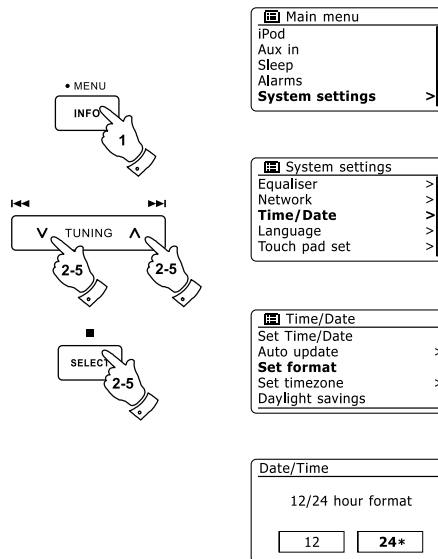 • MENU
INFO
1
TUNING
2-5
2-5
SELECT
2-5
Main menu
iPod
Aux in
Sleep
Alarms
System settings >
System settings
Equaliser >
Network >
Time/Date >
Language >
Touch pad set >
Time/Date
Set Time/Date
Auto update >
Set format
Set timezone >
Daylight savings
Date/Time
12/24 hour format
12
24*